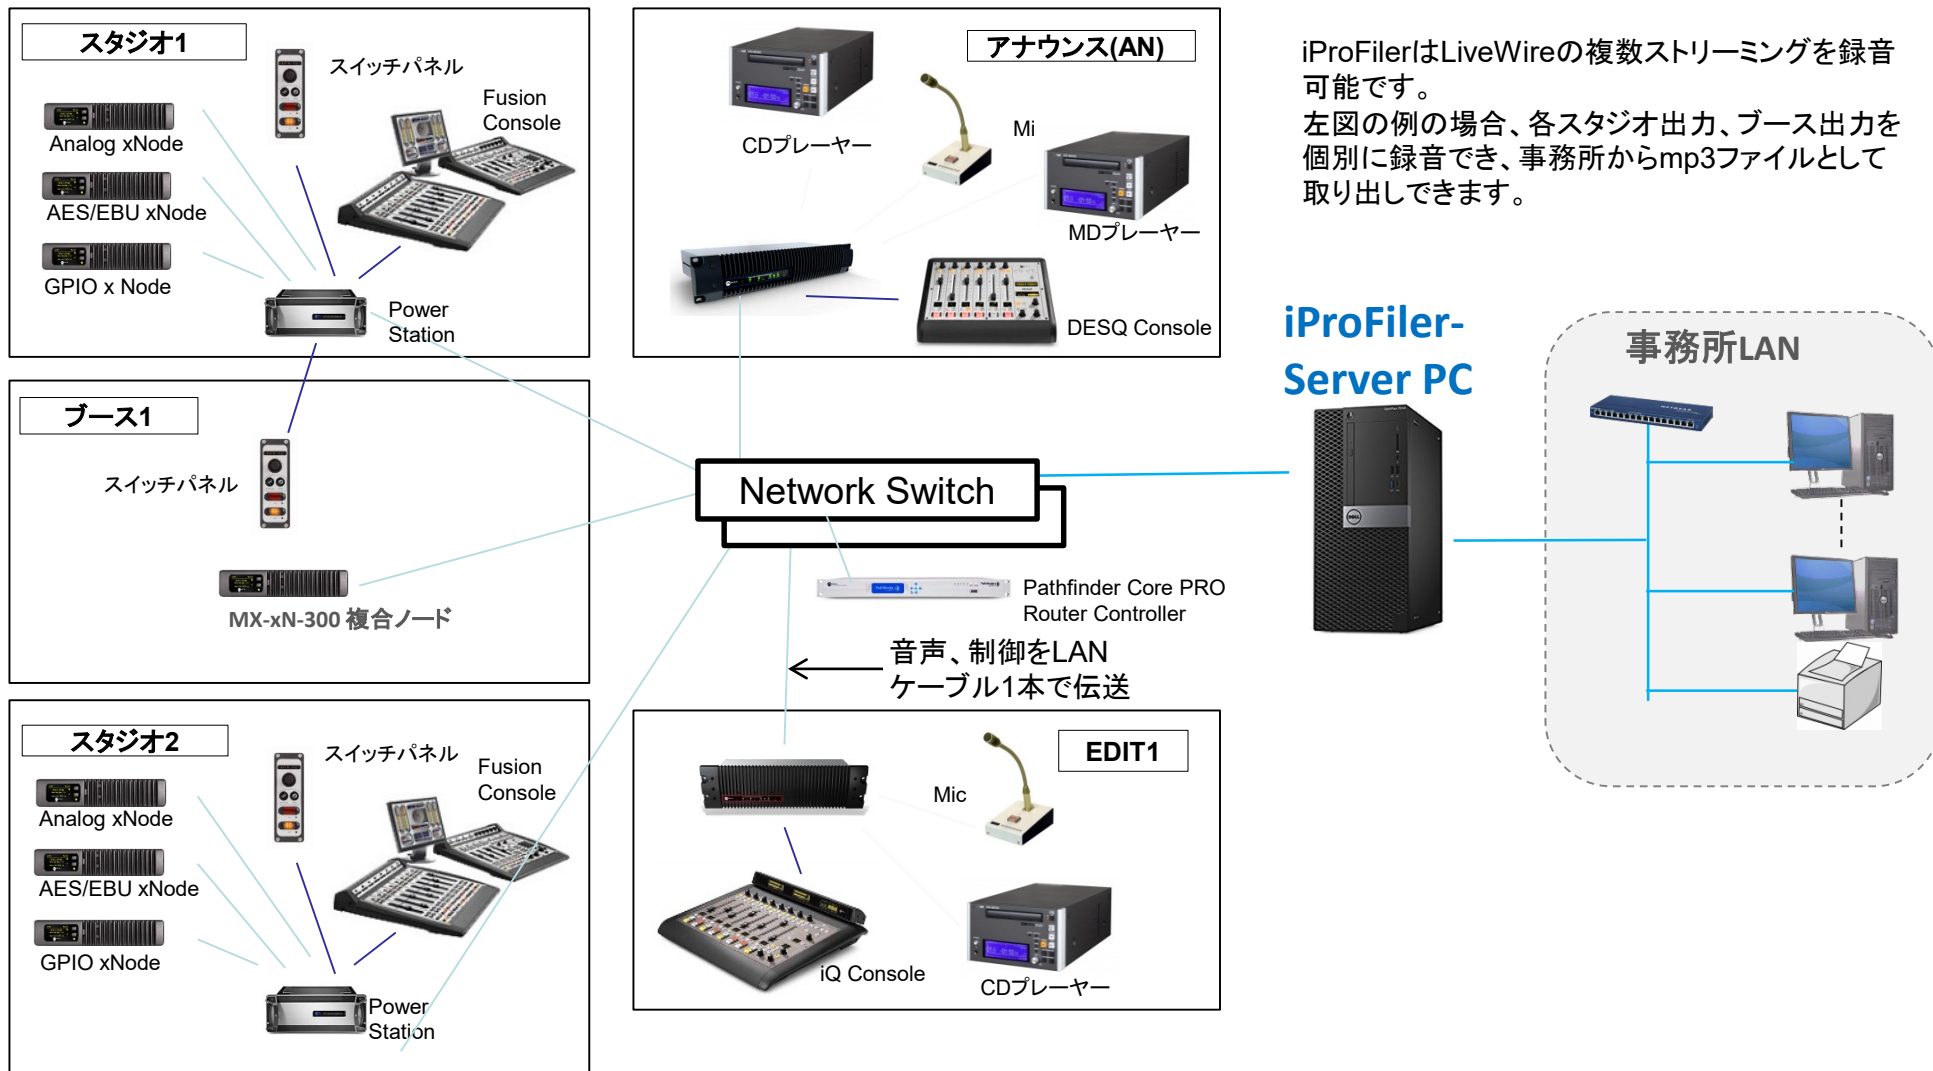 スタジオ1
スイッチパネル
Fusion
Console
Analog xNode
AES/EBU xNode
GPIO x Node
Power
Station
アナウンス(AN)
CDプレーヤー
Mi
MDプレーヤー
DESQ Console
iProFilerはLiveWireの複数ストリーミングを録音
可能です。
左図の例の場合、各スタジオ出力、ブース出力を
個別に録音でき、事務所からmp3ファイルとして
取り出しできます。
iProFiler-
Server PC
事務所LAN
ブース1
スイッチパネル
MX-xN-300 複合ノード
Network Switch
Pathfinder Core PRO
Router Controller
音声、制御をLAN
ケーブル1本で伝送
スタジオ2
スイッチパネル
Fusion
Console
Analog xNode
AES/EBU xNode
GPIO xNode
Power
Station
EDIT1
Mic
iQ Console
CDプレーヤー